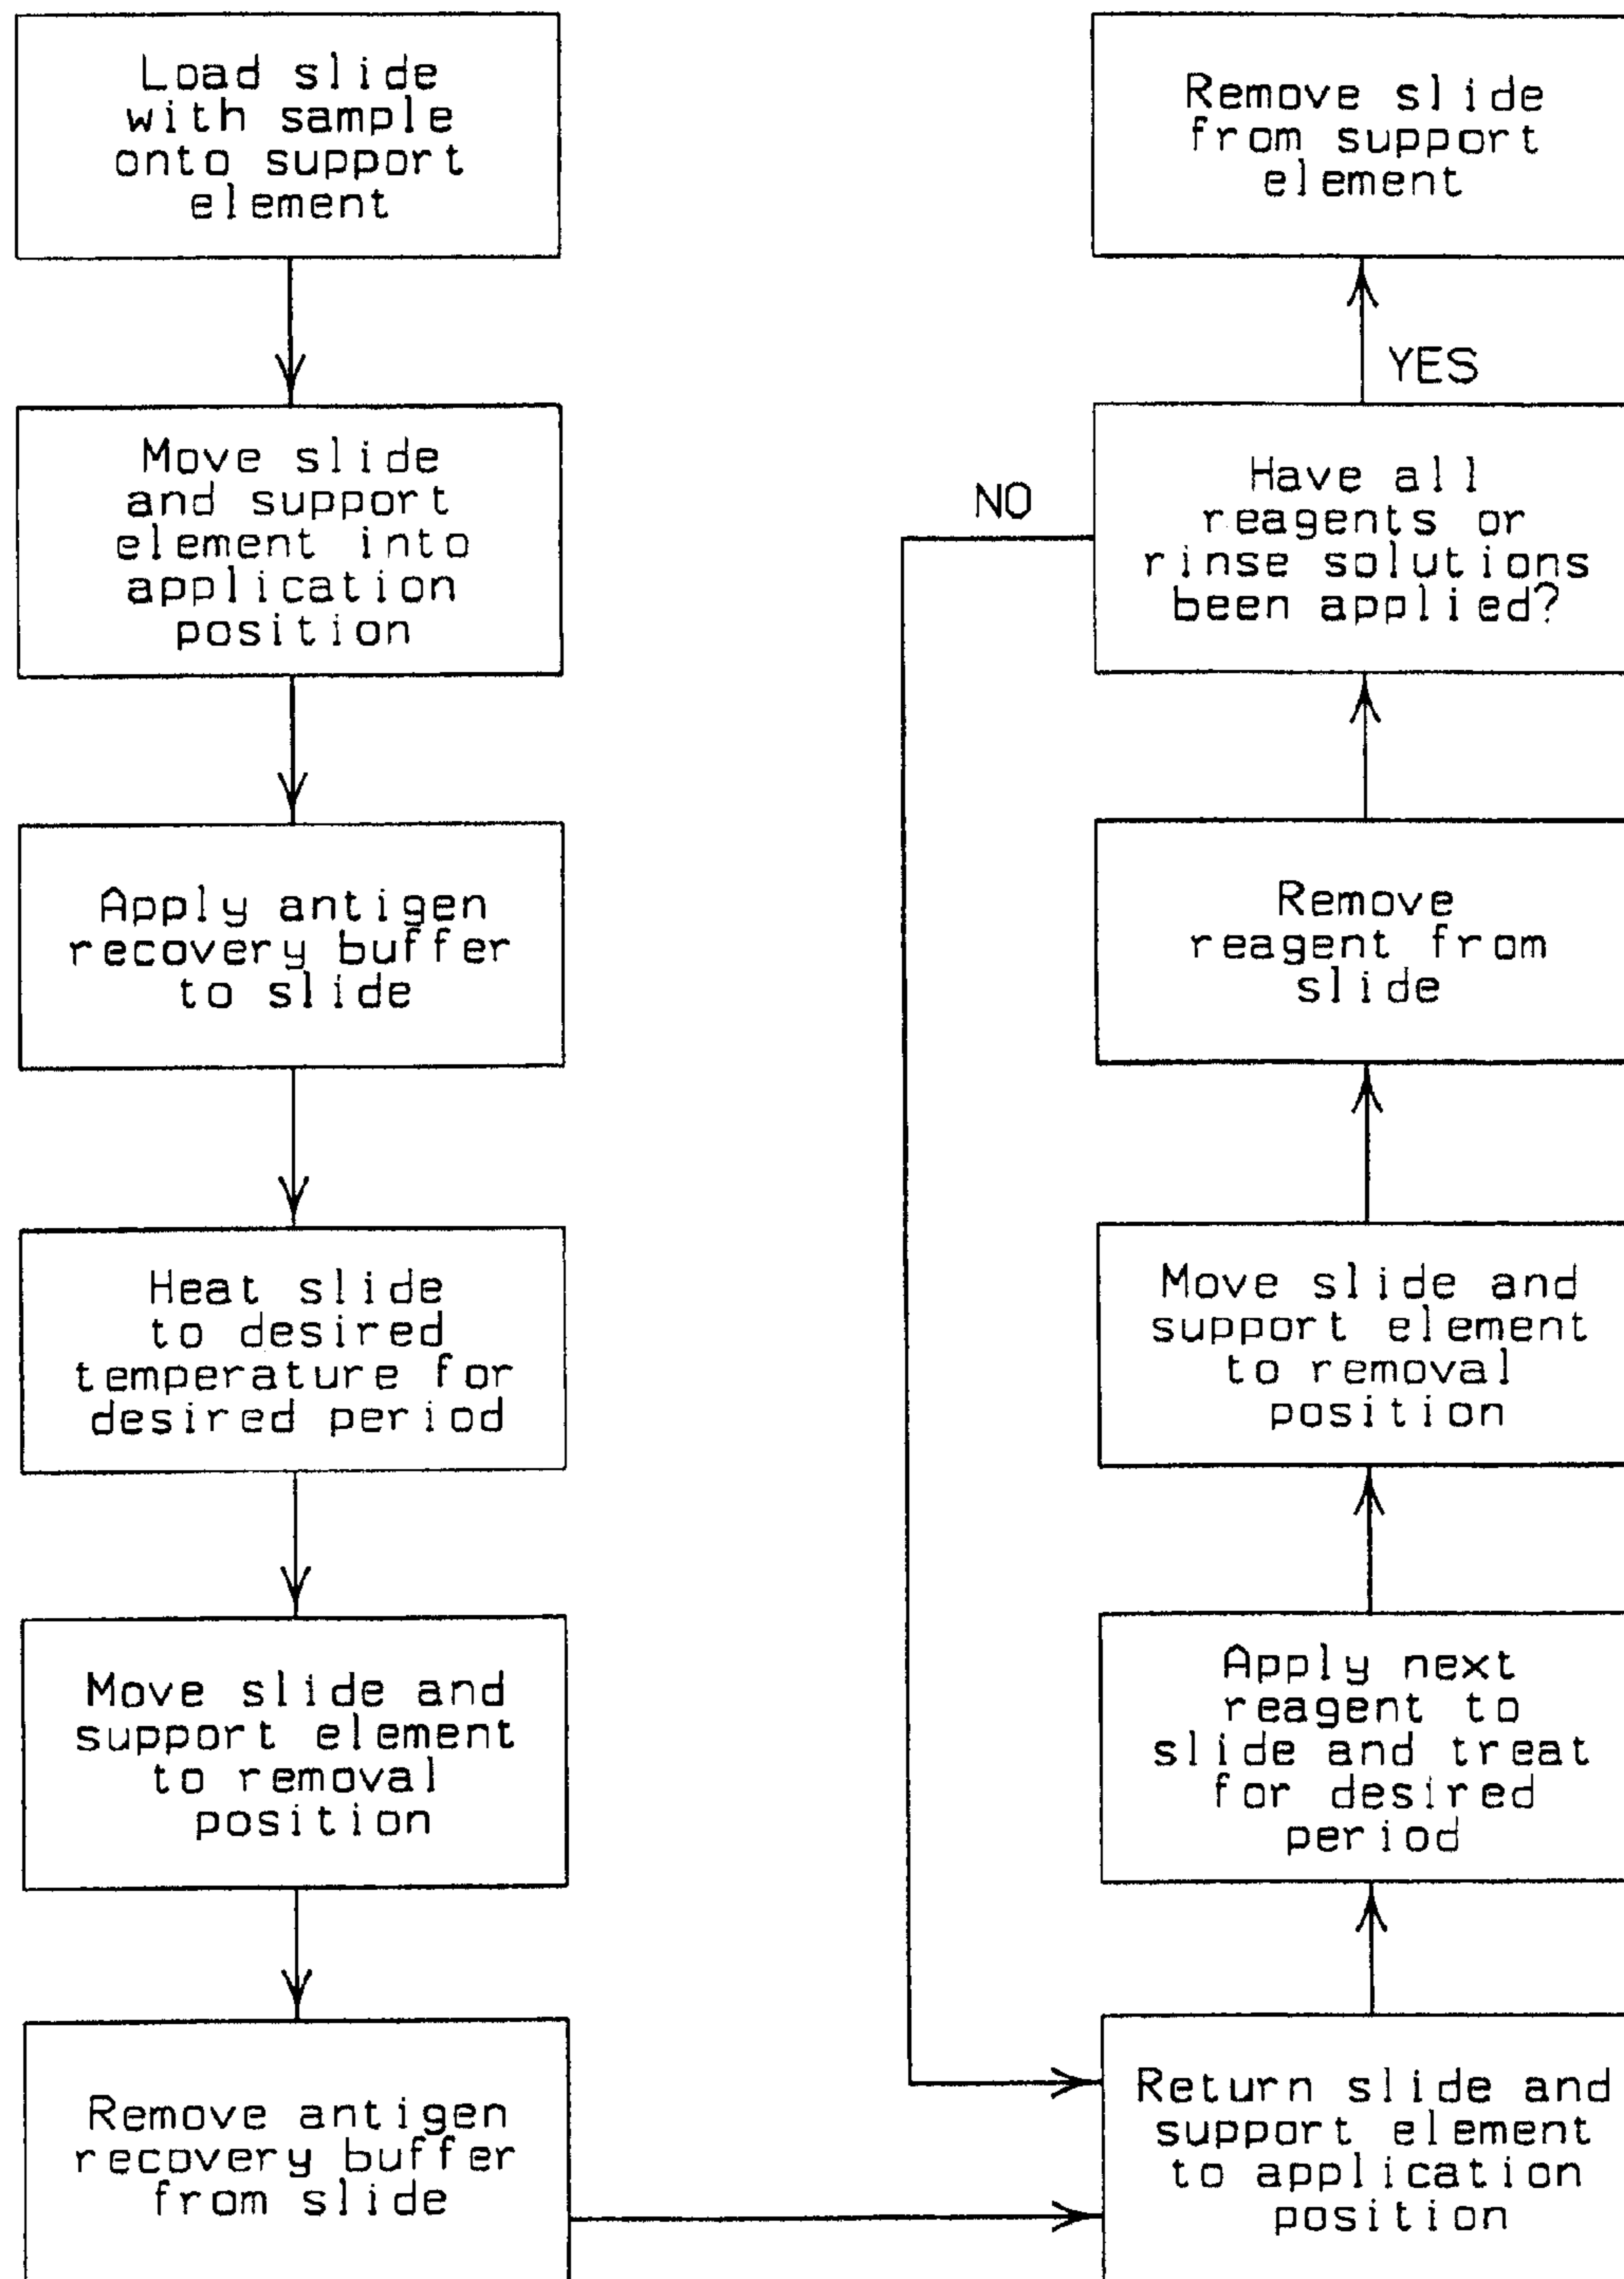 Load slide
with sample
onto support
element
Move slide
and support
element into
application
position
Apply antigen
recovery buffer
to slide
Heat slide
to desired
temperature for
desired period
Move slide and
support element
to removal
position
Remove antigen
recovery buffer
from slide
Return slide and
support element
to application
position
Apply next
reagent to
slide and treat
for desired
period
Move slide and
support element
to removal
position
Remove
reagent from
slide
Have all
reagents or
rinse solutions
been applied?
NO
YES
Remove slide
from support
element